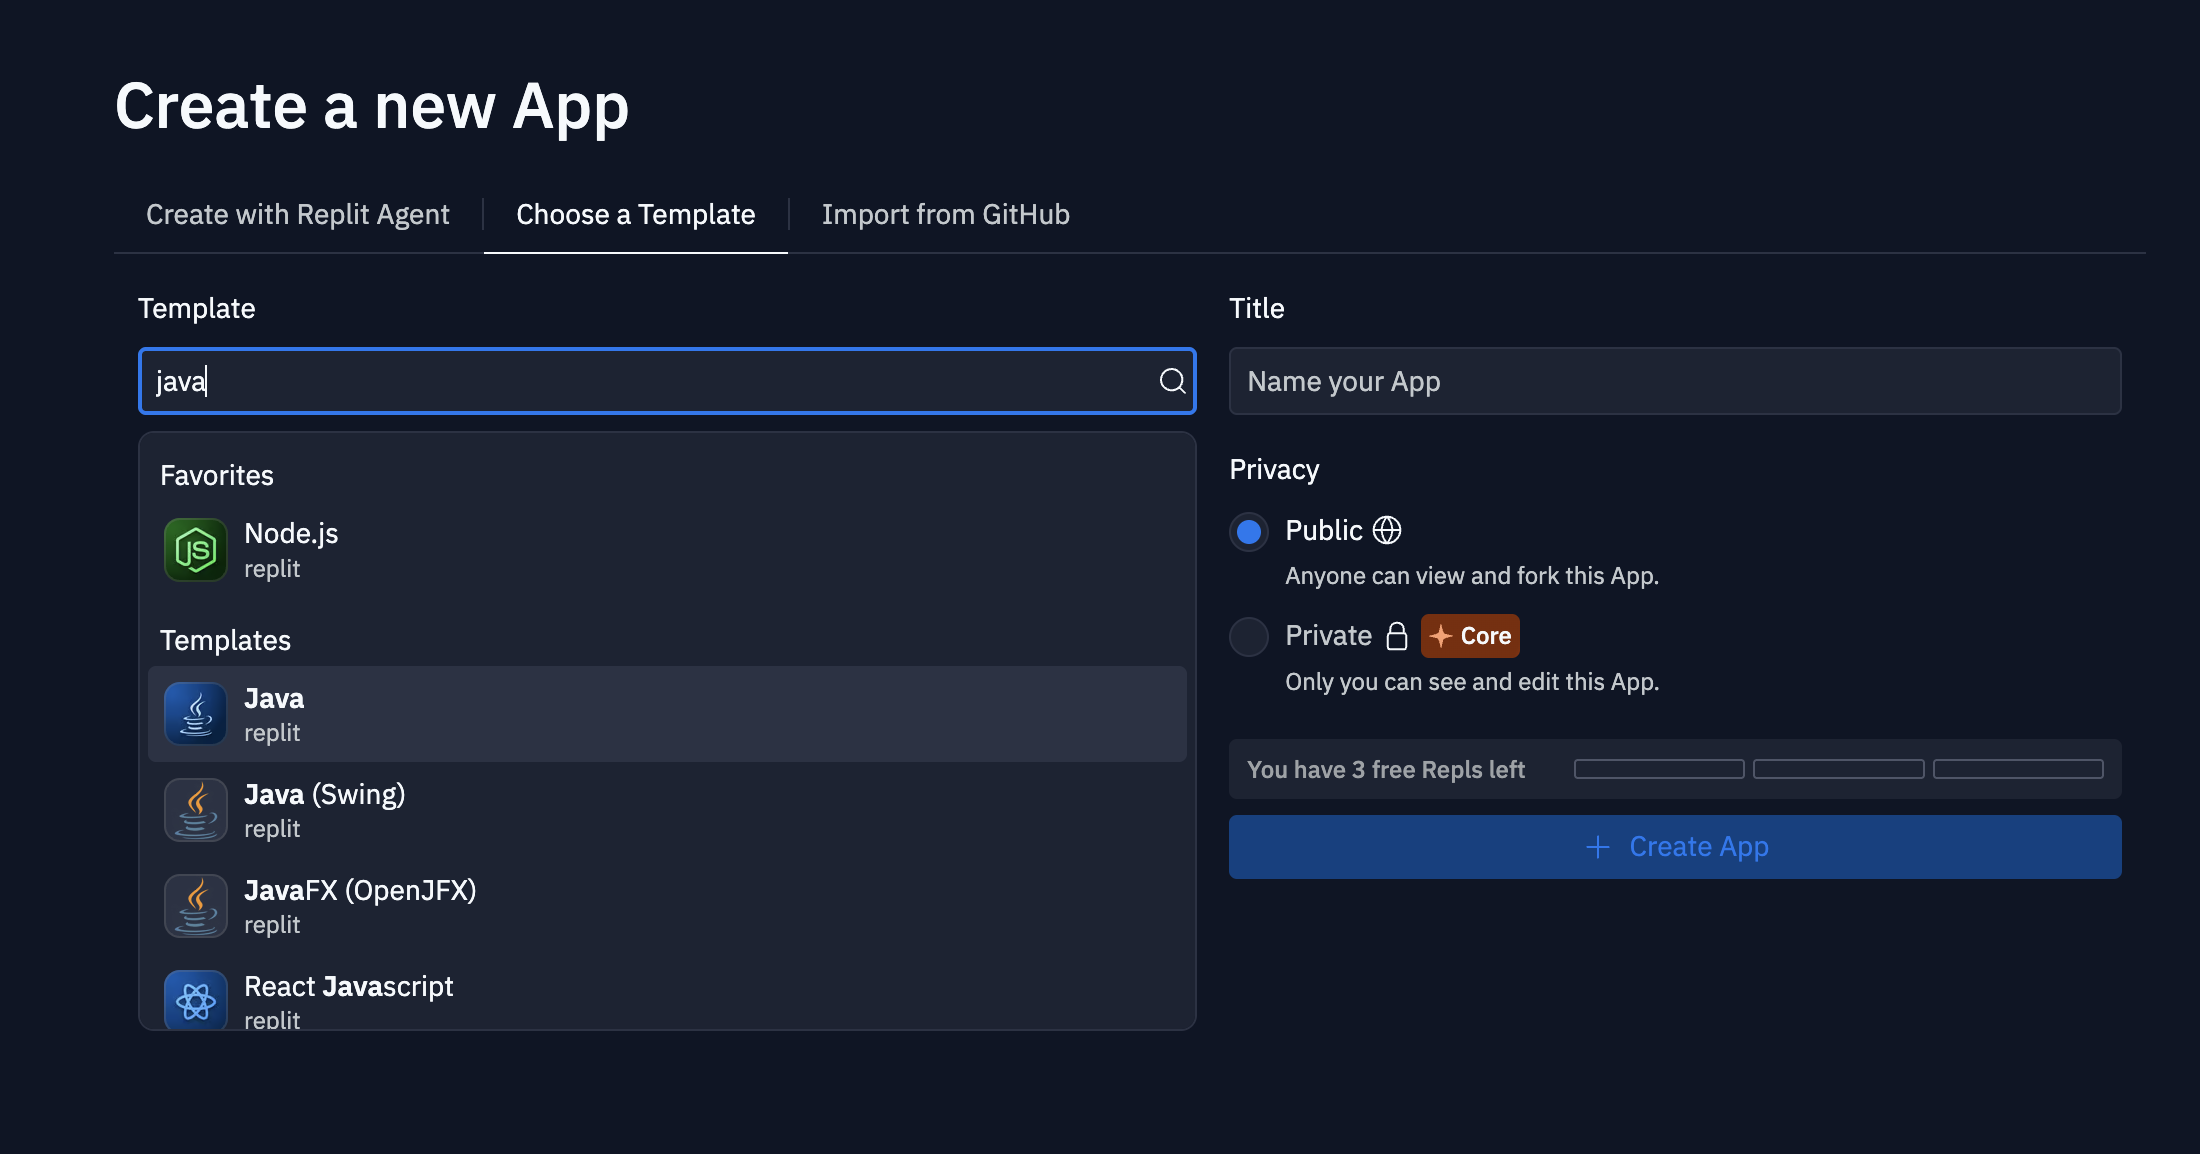 Create a new App
Create with Replit Agent
Choose a Template
Import from GitHub
Template
java
Favorites
JS
Node.js
replit
Templates
Java
replit
Java (Swing)
replit
JavaFX (OpenJFX)
replit
React Javascript
replit
Title
Name your App
Privacy
Public
Anyone can view and fork this App.
Private
Core
Only you can see and edit this App.
You have 3 free Repls left
+ Create App